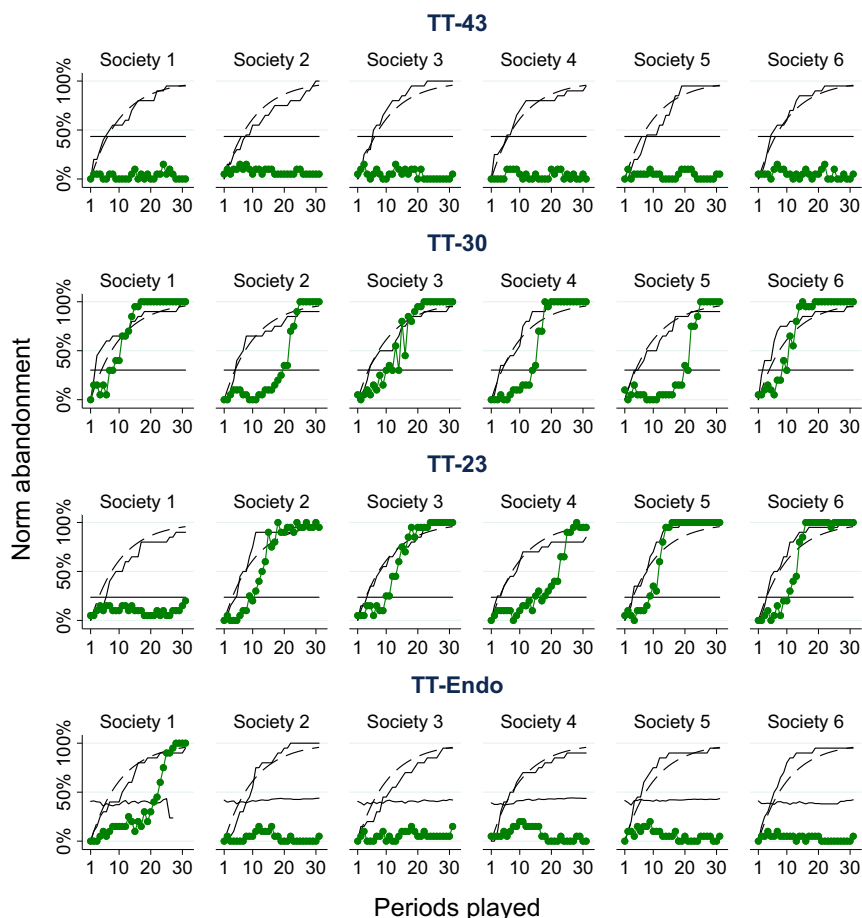 TT-43
Society 1 Society 2 Society 3 Society 4 Society 5 Society 6
100%
50%
0%
1 10 20 30 1 10 20 30 1 10 20 30 1 10 20 30 1 10 20 30 1 10 20 30
TT-30
Society 1 Society 2 Society 3 Society 4 Society 5 Society 6
100%
50%
0%
1 10 20 30 1 10 20 30 1 10 20 30 1 10 20 30 1 10 20 30 1 10 20 30
Norm abandonment
TT-23
Society 1 Society 2 Society 3 Society 4 Society 5 Society 6
100%
50%
0%
1 10 20 30 1 10 20 30 1 10 20 30 1 10 20 30 1 10 20 30 1 10 20 30
TT-Endo
Society 1 Society 2 Society 3 Society 4 Society 5 Society 6
100%
50%
0%
1 10 20 30 1 10 20 30 1 10 20 30 1 10 20 30 1 10 20 30 1 10 20 30
Periods played